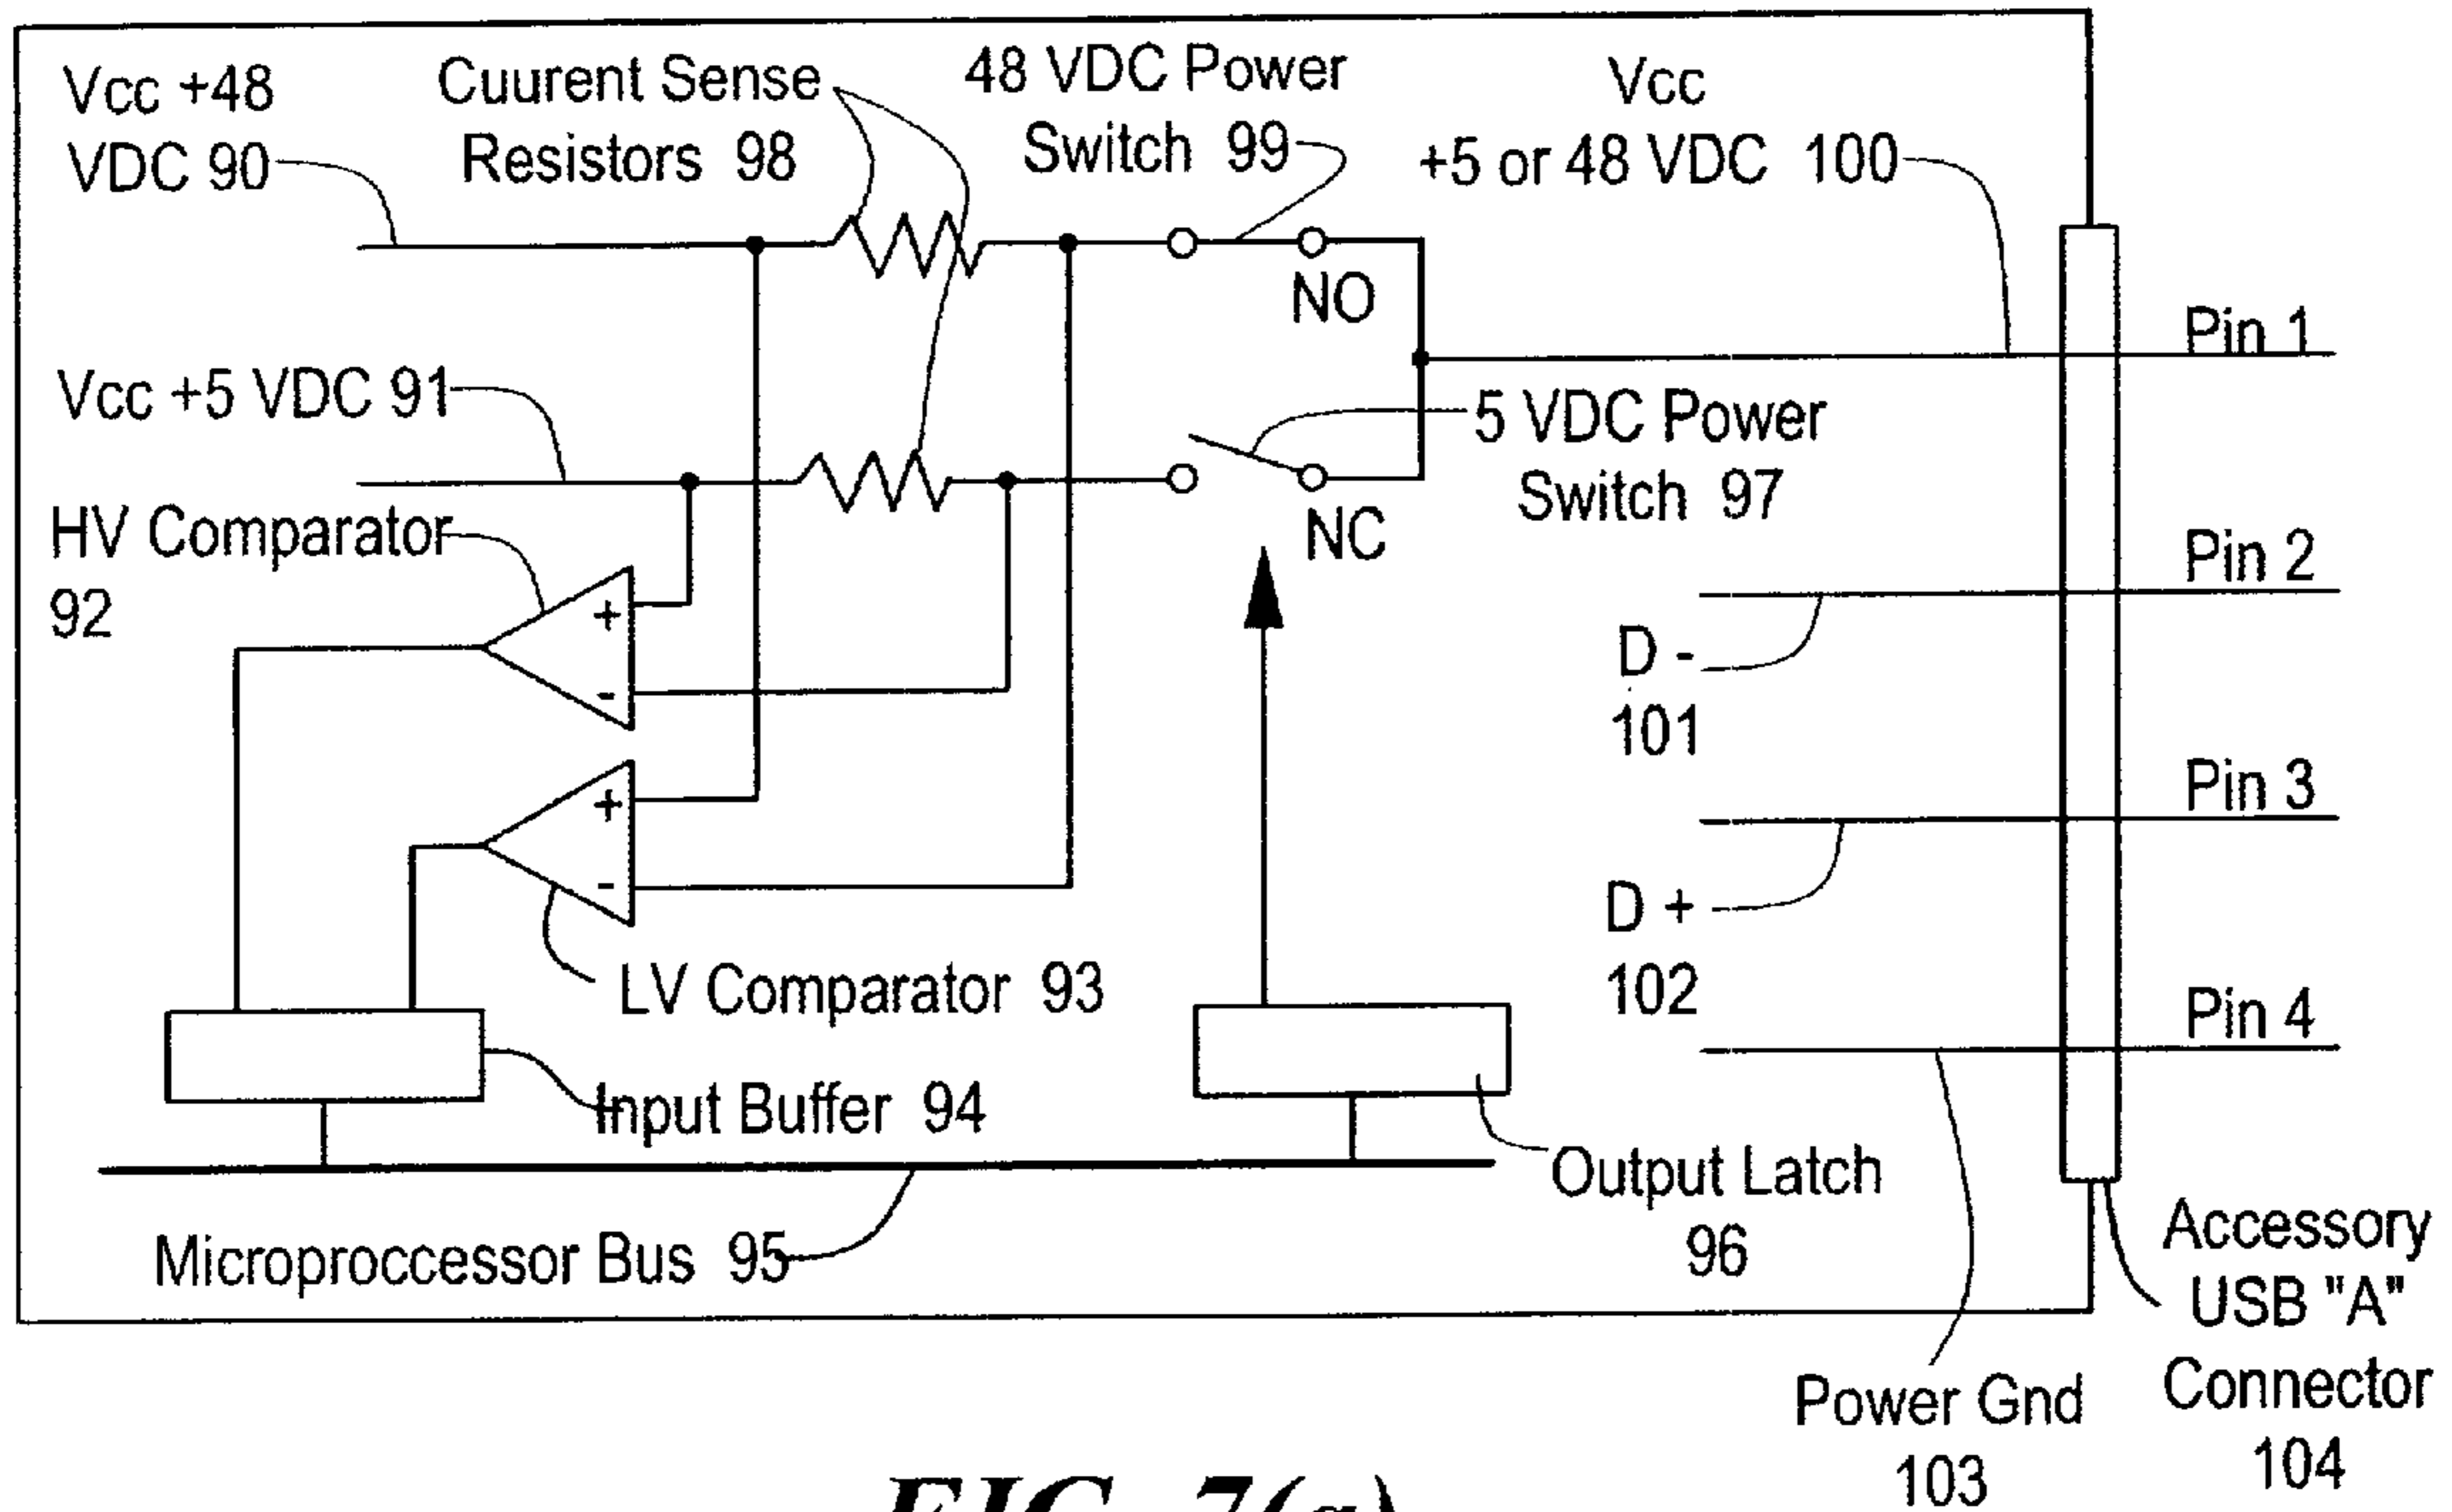 Vcc +48
VDC 90
Cuurent Sense
Resistors 98
48 VDC Power
Switch 99
Vcc
+5 or 48 VDC 100
NO
Pin 1
Vcc +5 VDC 91
5 VDC Power
Switch 97
NC
HV Comparator
92
+
-
Pin 2
D -
101
+
-
LV Comparator 93
Pin 3
D +
102
Pin 4
Input Buffer 94
Output Latch
96
Microproccessor Bus 95
Power Gnd
103
Accessory
USB "A"
Connector
104
FIG. 7(a)